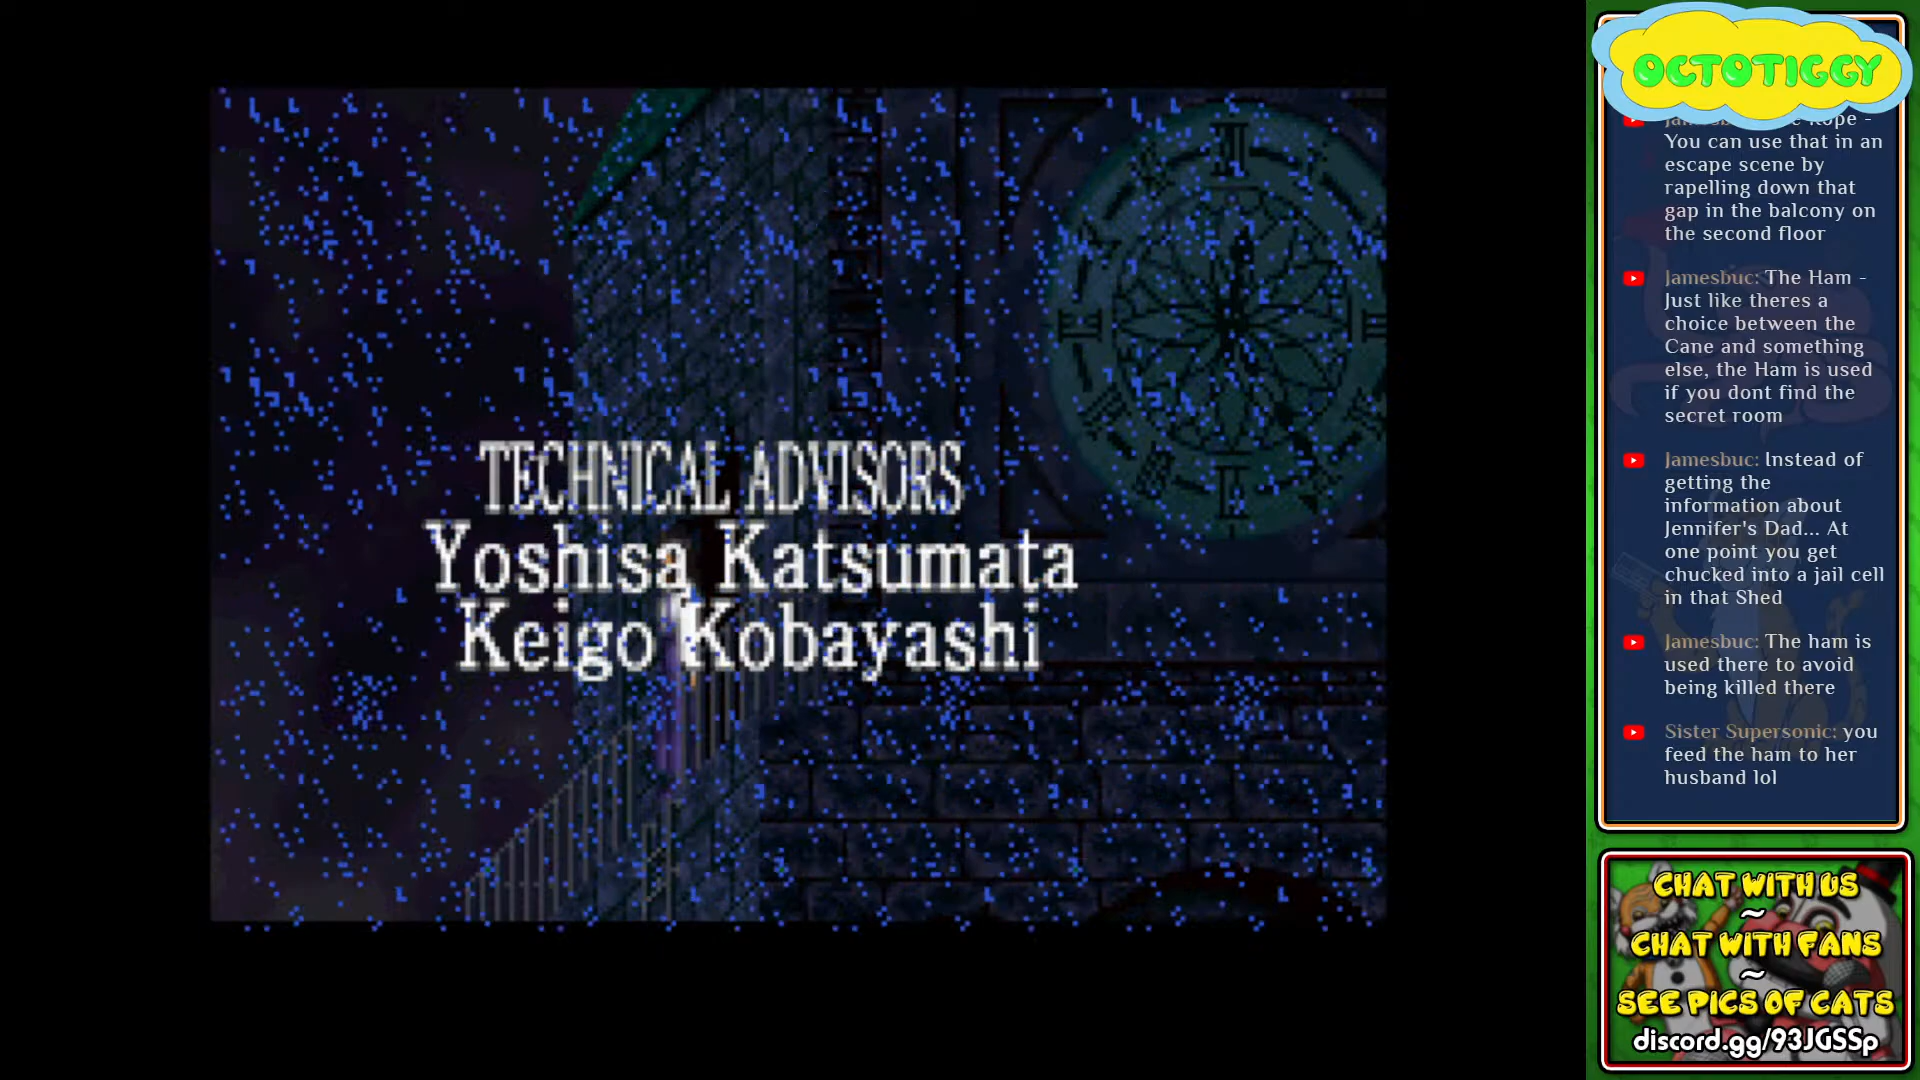 TECHNICAL ADVISORS
Yoshisa Katsumata
Keigo Kobayashi
OCTOTIGGY
Rope -
You can use that in an
escape scene by
rapelling down that
gap in the balcony on
the second floor
Jamesbuc: The Ham -
Just like theres a
choice between the
Cane and something
else, the Ham is used
if you dont find the
secret room
Jamesbuc: Instead of
getting the
information about
Jennifer's Dad... At
one point you get
chucked into a jail cell
in that Shed
Jamesbuc: The ham is
used there to avoid
being killed there
Sister Supersonic: you
feed the ham to her
husband lol
CHAT WITH US
~
CHAT WITH FANS
~
SEE PICS OF CATS
discord.gg/93JGSSp